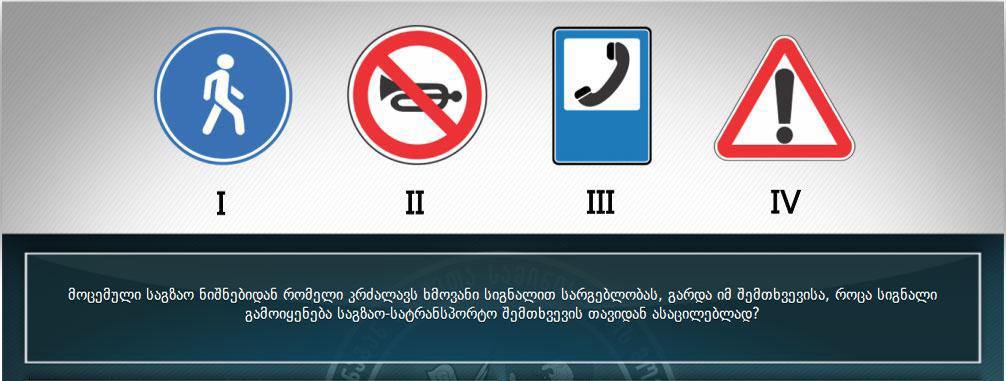 I II III IV
მოცემული საგზაო ნიშნებიდან რომელი კრძალავს ხმოვანი სიგნალით სარგებლობას, გარდა იმ შემთხვევისა, როცა სიგნალი
გამოიყენება საგზაო-სატრანსპორტო შემთხვევის თავიდან ასაცილებლად?